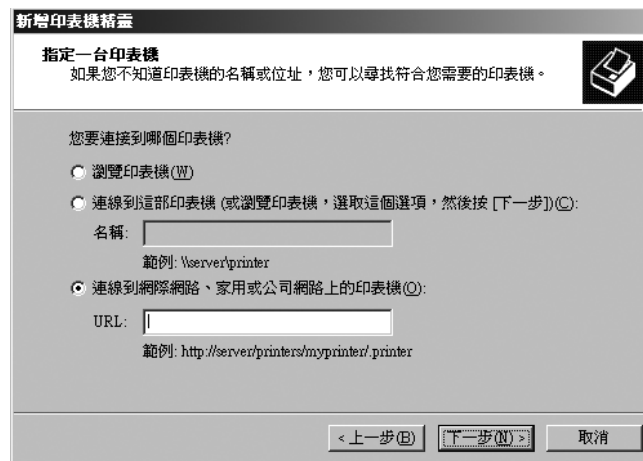 新增印表機精靈
指定一台印表機
如果您不知道印表機的名稱或位址，您可以尋找符合您需要的印表機。
您要連接到哪個印表機?
瀏覽印表機(W)
連線到這部印表機 (或瀏覽印表機，選取這個選項，然後按 [下一步])(C):
名稱:
範例: \\server\printer
連線到網際網路、家用或公司網路上的印表機(O):
URL:
範例: http://server/printers/myprinter/.printer
<上一步(B) 下一步(N)> 取消